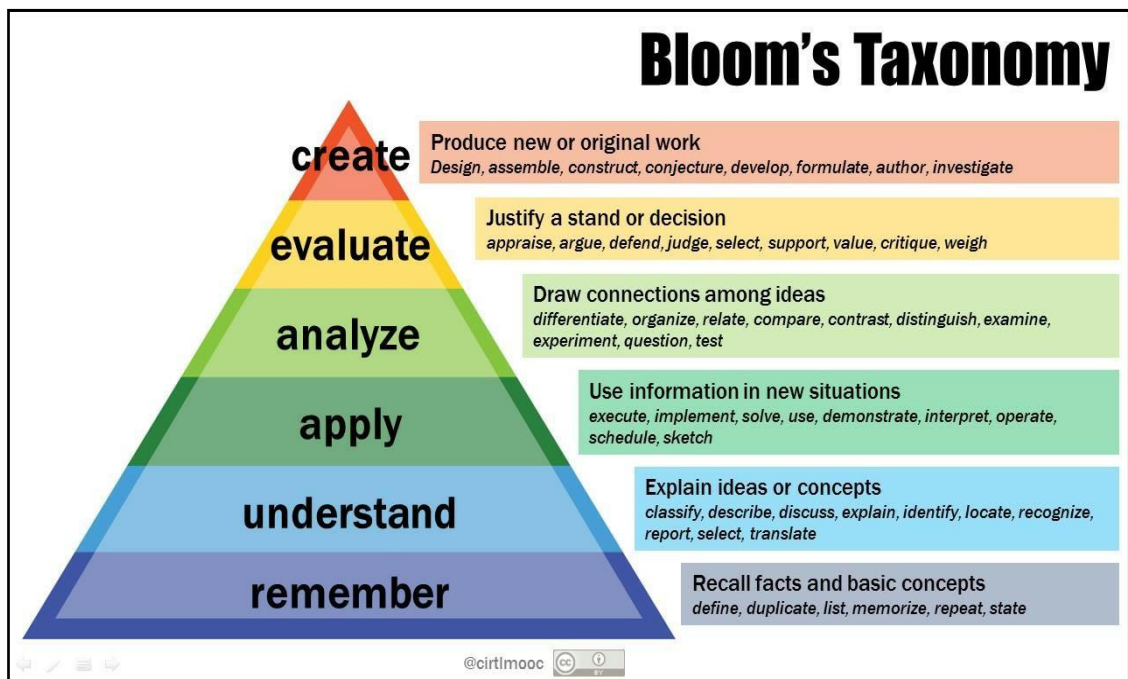 Bloom's Taxonomy
create
Produce new or original work
Design, assemble, construct, conjecture, develop, formulate, author, investigate
evaluate
Justify a stand or decision
appraise, argue, defend, judge, select, support, value, critique, weigh
analyze
Draw connections among ideas
differentiate, organize, relate, compare, contrast, distinguish, examine,
experiment, question, test
apply
Use information in new situations
execute, implement, solve, use, demonstrate, interpret, operate,
schedule, sketch
understand
Explain ideas or concepts
classify, describe, discuss, explain, identify, locate, recognize,
report, select, translate
remember
Recall facts and basic concepts
define, duplicate, list, memorize, repeat, state
@cirtlmooc
cc
BY